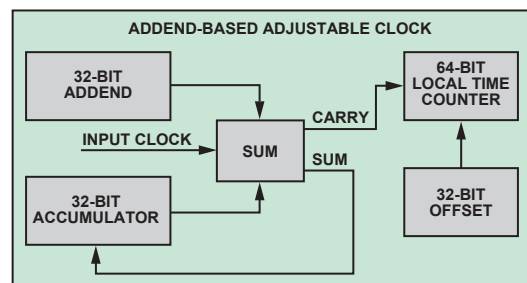 ADDEND-BASED ADJUSTABLE CLOCK
32-BIT
ADDEND
64-BIT
LOCAL TIME
COUNTER
CARRY
INPUT CLOCK
SUM
SUM
32-BIT
ACCUMULATOR
32-BIT
OFFSET